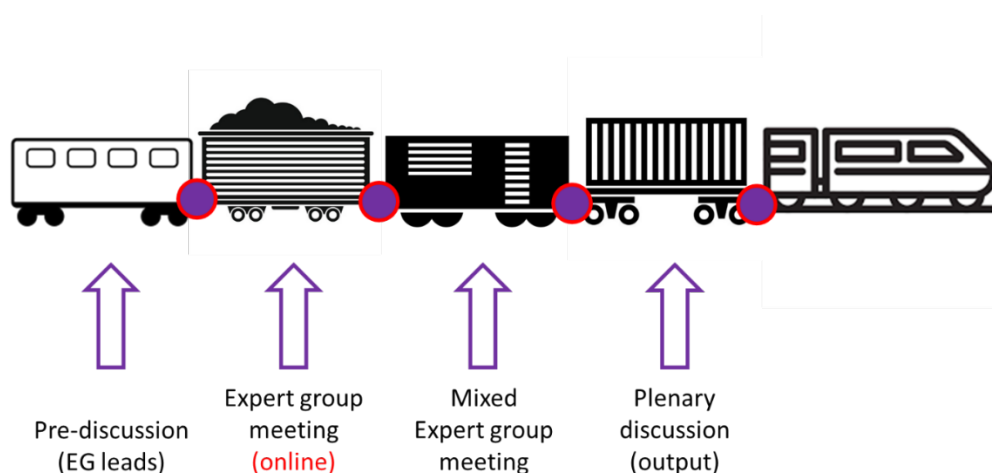 Pre-discussion
(EG leads)
Expert group
meeting
(online)
Mixed
Expert group
meeting
Plenary
discussion
(output)